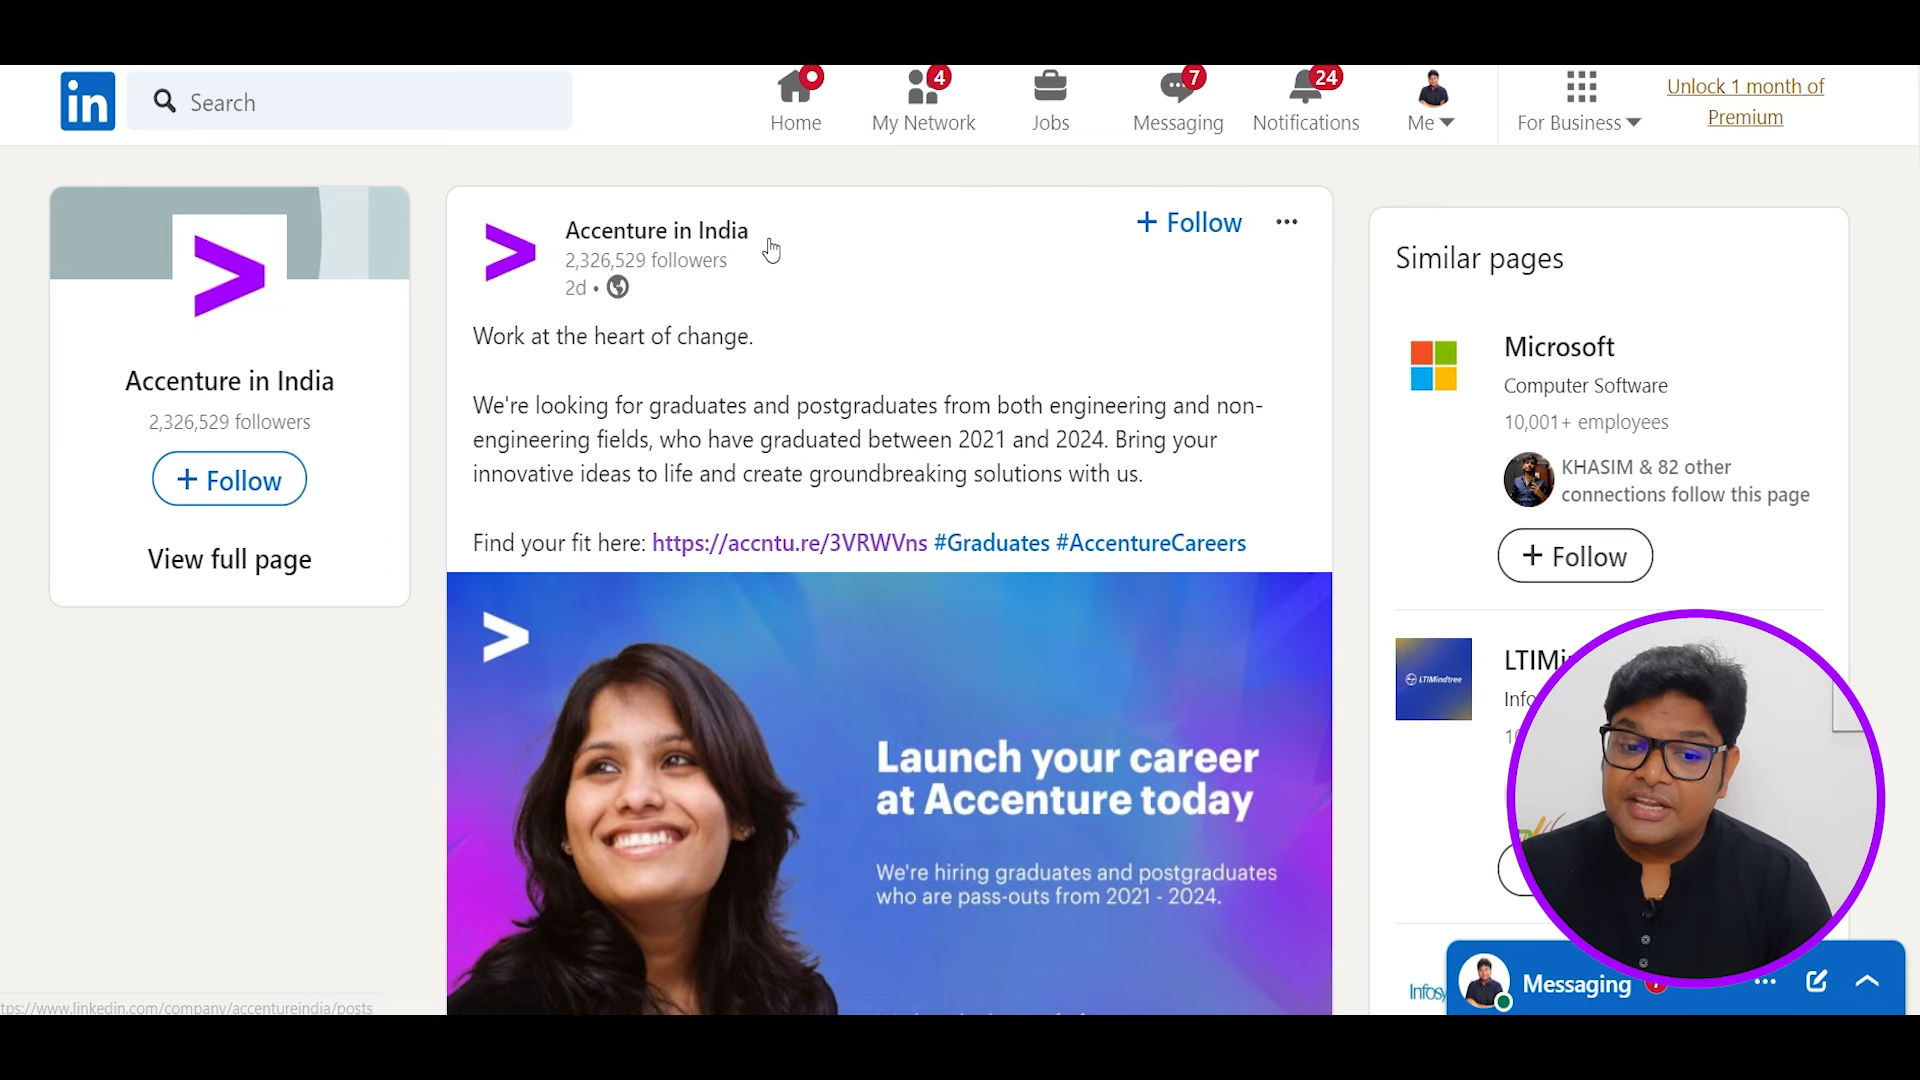 in
Search
Home
4
My Network
Jobs
7
Messaging
24
Notifications
Me
For Business
Unlock 1 month of
Premium
Accenture in India
2,326,529 followers
+ Follow
View full page
Accenture in India
2,326,529 followers
2d •
+ Follow
Work at the heart of change.
We're looking for graduates and postgraduates from both engineering and non-
engineering fields, who have graduated between 2021 and 2024. Bring your
innovative ideas to life and create groundbreaking solutions with us.
Find your fit here: https://accntu.re/3VRWVns #Graduates #AccentureCareers
Launch your career
at Accenture today
We're hiring graduates and postgraduates
who are pass-outs from 2021 - 2024.
Similar pages
Microsoft
Computer Software
10,001+ employees
KHASIM & 82 other
connections follow this page
+ Follow
LTIMindtree
Messaging
tps://www.linkedin.com/company/accentureindia/posts